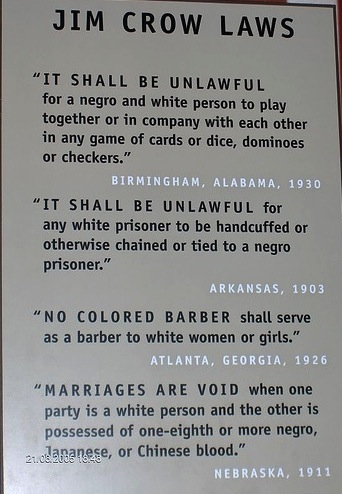 JIM CROW LAWS
"IT SHALL BE UNLAWFUL
for a negro and white person to play
together or in company with each other
in any game of cards or dice, dominoes
or checkers."
BIRMINGHAM, ALABAMA, 1930
"IT SHALL BE UNLAWFUL for
any white prisoner to be handcuffed or
otherwise chained or tied to a negro
prisoner."
ARKANSAS, 1903
"NO COLORED BARBER shall serve
as a barber to white women or girls."
ATLANTA, GEORGIA, 1926
"MARRIAGES ARE VOID when one
party is a white person and the other is
possessed of one-eighth or more negro,
Japanese, or Chinese blood."
NEBRASKA, 1911